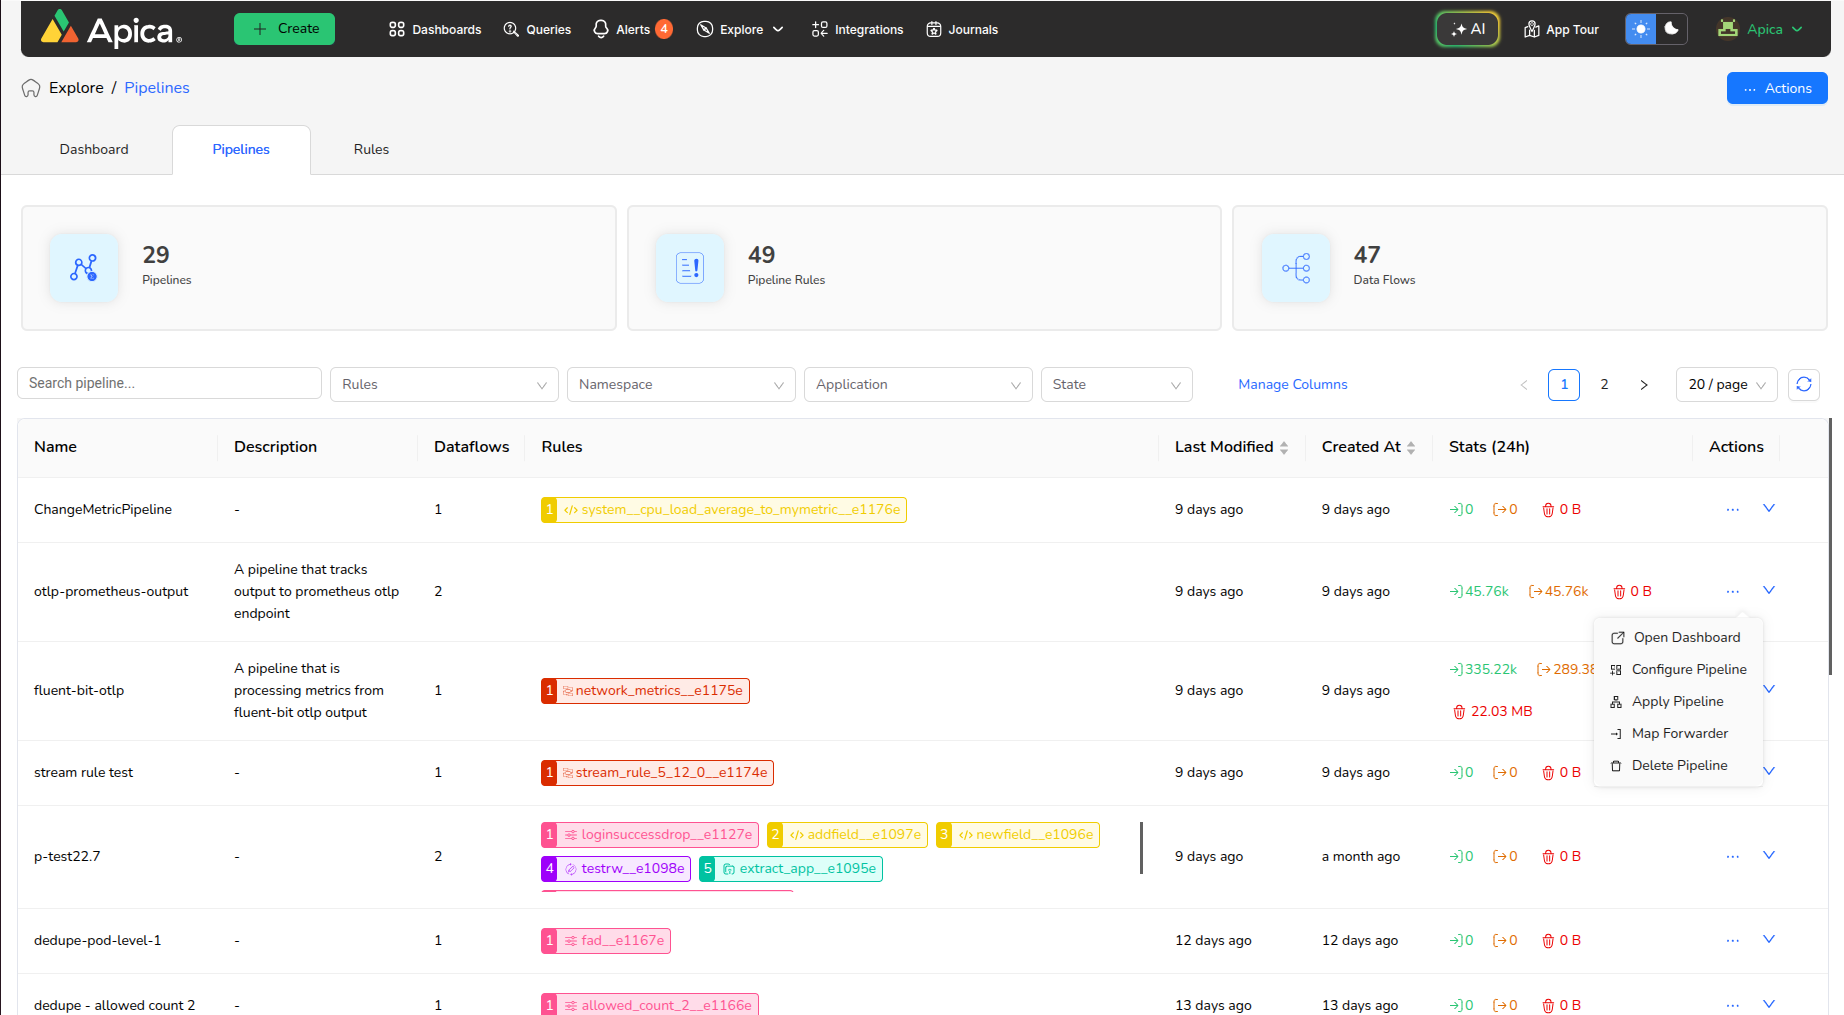 Apica
Create
Dashboards
Queries
Alerts 4
Explore
Integrations
Journals
AI
App Tour
Apica
Explore / Pipelines
... Actions
Dashboard
Pipelines
Rules
29
Pipelines
49
Pipeline Rules
47
Data Flows
Search pipeline...
Rules
Namespace
Application
State
Manage Columns
1
2
20 / page
Name Description Dataflows Rules Last Modified Created At Stats (24h) Actions
ChangeMetricPipeline - 1 1 system__cpu_load_average_to_mymetric__e1176e 9 days ago 9 days ago 0 0 0 B ...
otlp-prometheus-output
A pipeline that tracks
output to prometheus otlp
endpoint
2 9 days ago 9 days ago 45.76k 45.76k 0 B ...
Open Dashboard
Configure Pipeline
Apply Pipeline
Map Forwarder
Delete Pipeline
fluent-bit-otlp
A pipeline that is
processing metrics from
fluent-bit otlp output
1 1 network_metrics__e1175e 9 days ago 9 days ago
335.22k 289.38
22.03 MB
stream rule test - 1 1 stream_rule_5_12_0__e1174e 9 days ago 9 days ago 0 0 0 B
p-test22.7 - 2
1 loginsuccessdrop__e1127e 2 addfield__e1097e 3 newfield__e1096e
4 testrw__e1098e 5 extract_app__e1095e
9 days ago a month ago 0 0 0 B ...
dedupe-pod-level-1 - 1 1 fad__e1167e 12 days ago 12 days ago 0 0 0 B ...
dedupe - allowed count 2 - 1 1 allowed_count_2__e1166e 13 days ago 13 days ago 0 0 0 B ...